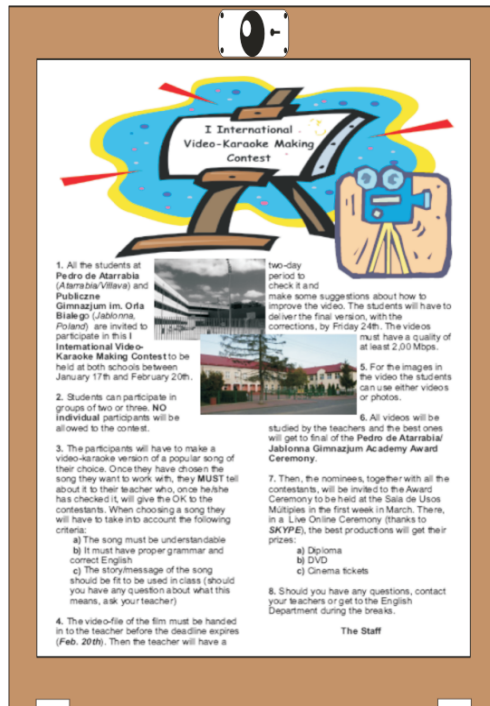 I International
Video-Karaoke Making
Contest
1. All the students at
Pedro de Atarrabia
(Atarrabia/Villava) and
Publiczne
Gimnazjum im. Orła
Białego (Jabłonna,
Poland) are invited to
participate in this I
International Video-
Karaoke Making Contest to be
held at both schools between
January 17th and February 20th.
2. Students can participate in
groups of two or three. NO
individual participants will be
allowed to the contest.
3. The participants will have to make a
video-karaoke version of a popular song of
their choice. Once they have chosen the
song they want to work with, they MUST tell
about it to their teacher who, once he/she
has checked it, will give the OK to the
contestants. When choosing a song they
will have to take into account the following
criteria:
a) The song must be understandable
b) It must have proper grammar and
correct English
c) The story/message of the song
should be fit to be used in class (should
you have any question about what this
means, ask your teacher)
4. The video-file of the film must be handed
in to the teacher before the deadline expires
(Feb. 20th). Then the teacher will have a
two-day
period to
check it and
make some suggestions about how to
improve the video. The students will have to
deliver the final version, with the
corrections, by Friday 24th. The videos
must have a quality of
at least 2,00 Mbps.
5. For the images in
the video the students
can use either videos
or photos.
6. All videos will be
studied by the teachers and the best ones
will get to final of the Pedro de Atarrabia/
Jablonna Gimnazjum Academy Award
Ceremony.
7. Then, the nominees, together with all the
contestants, will be invited to the Award
Ceremony to be held at the Sala de Usos
Múltiples in the first week in March. There,
in a Live Online Ceremony (thanks to
SKYPE), the best productions will get their
prizes:
a) Diploma
b) DVD
c) Cinema tickets
8. Should you have any questions, contact
your teachers or get to the English
Department during the breaks.
The Staff